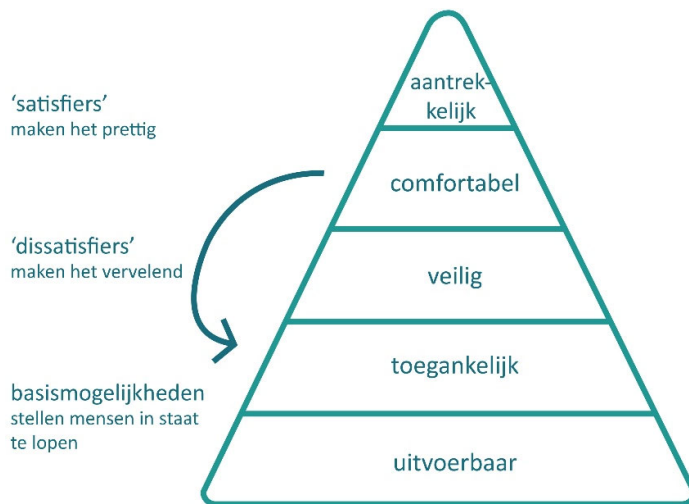 'satisfiers'
maken het prettig
'dissatisfiers'
maken het vervelend
basismogelijkheden
stellen mensen in staat
te lopen
aantrek-
kelijk
comfortabel
veilig
toegankelijk
uitvoerbaar